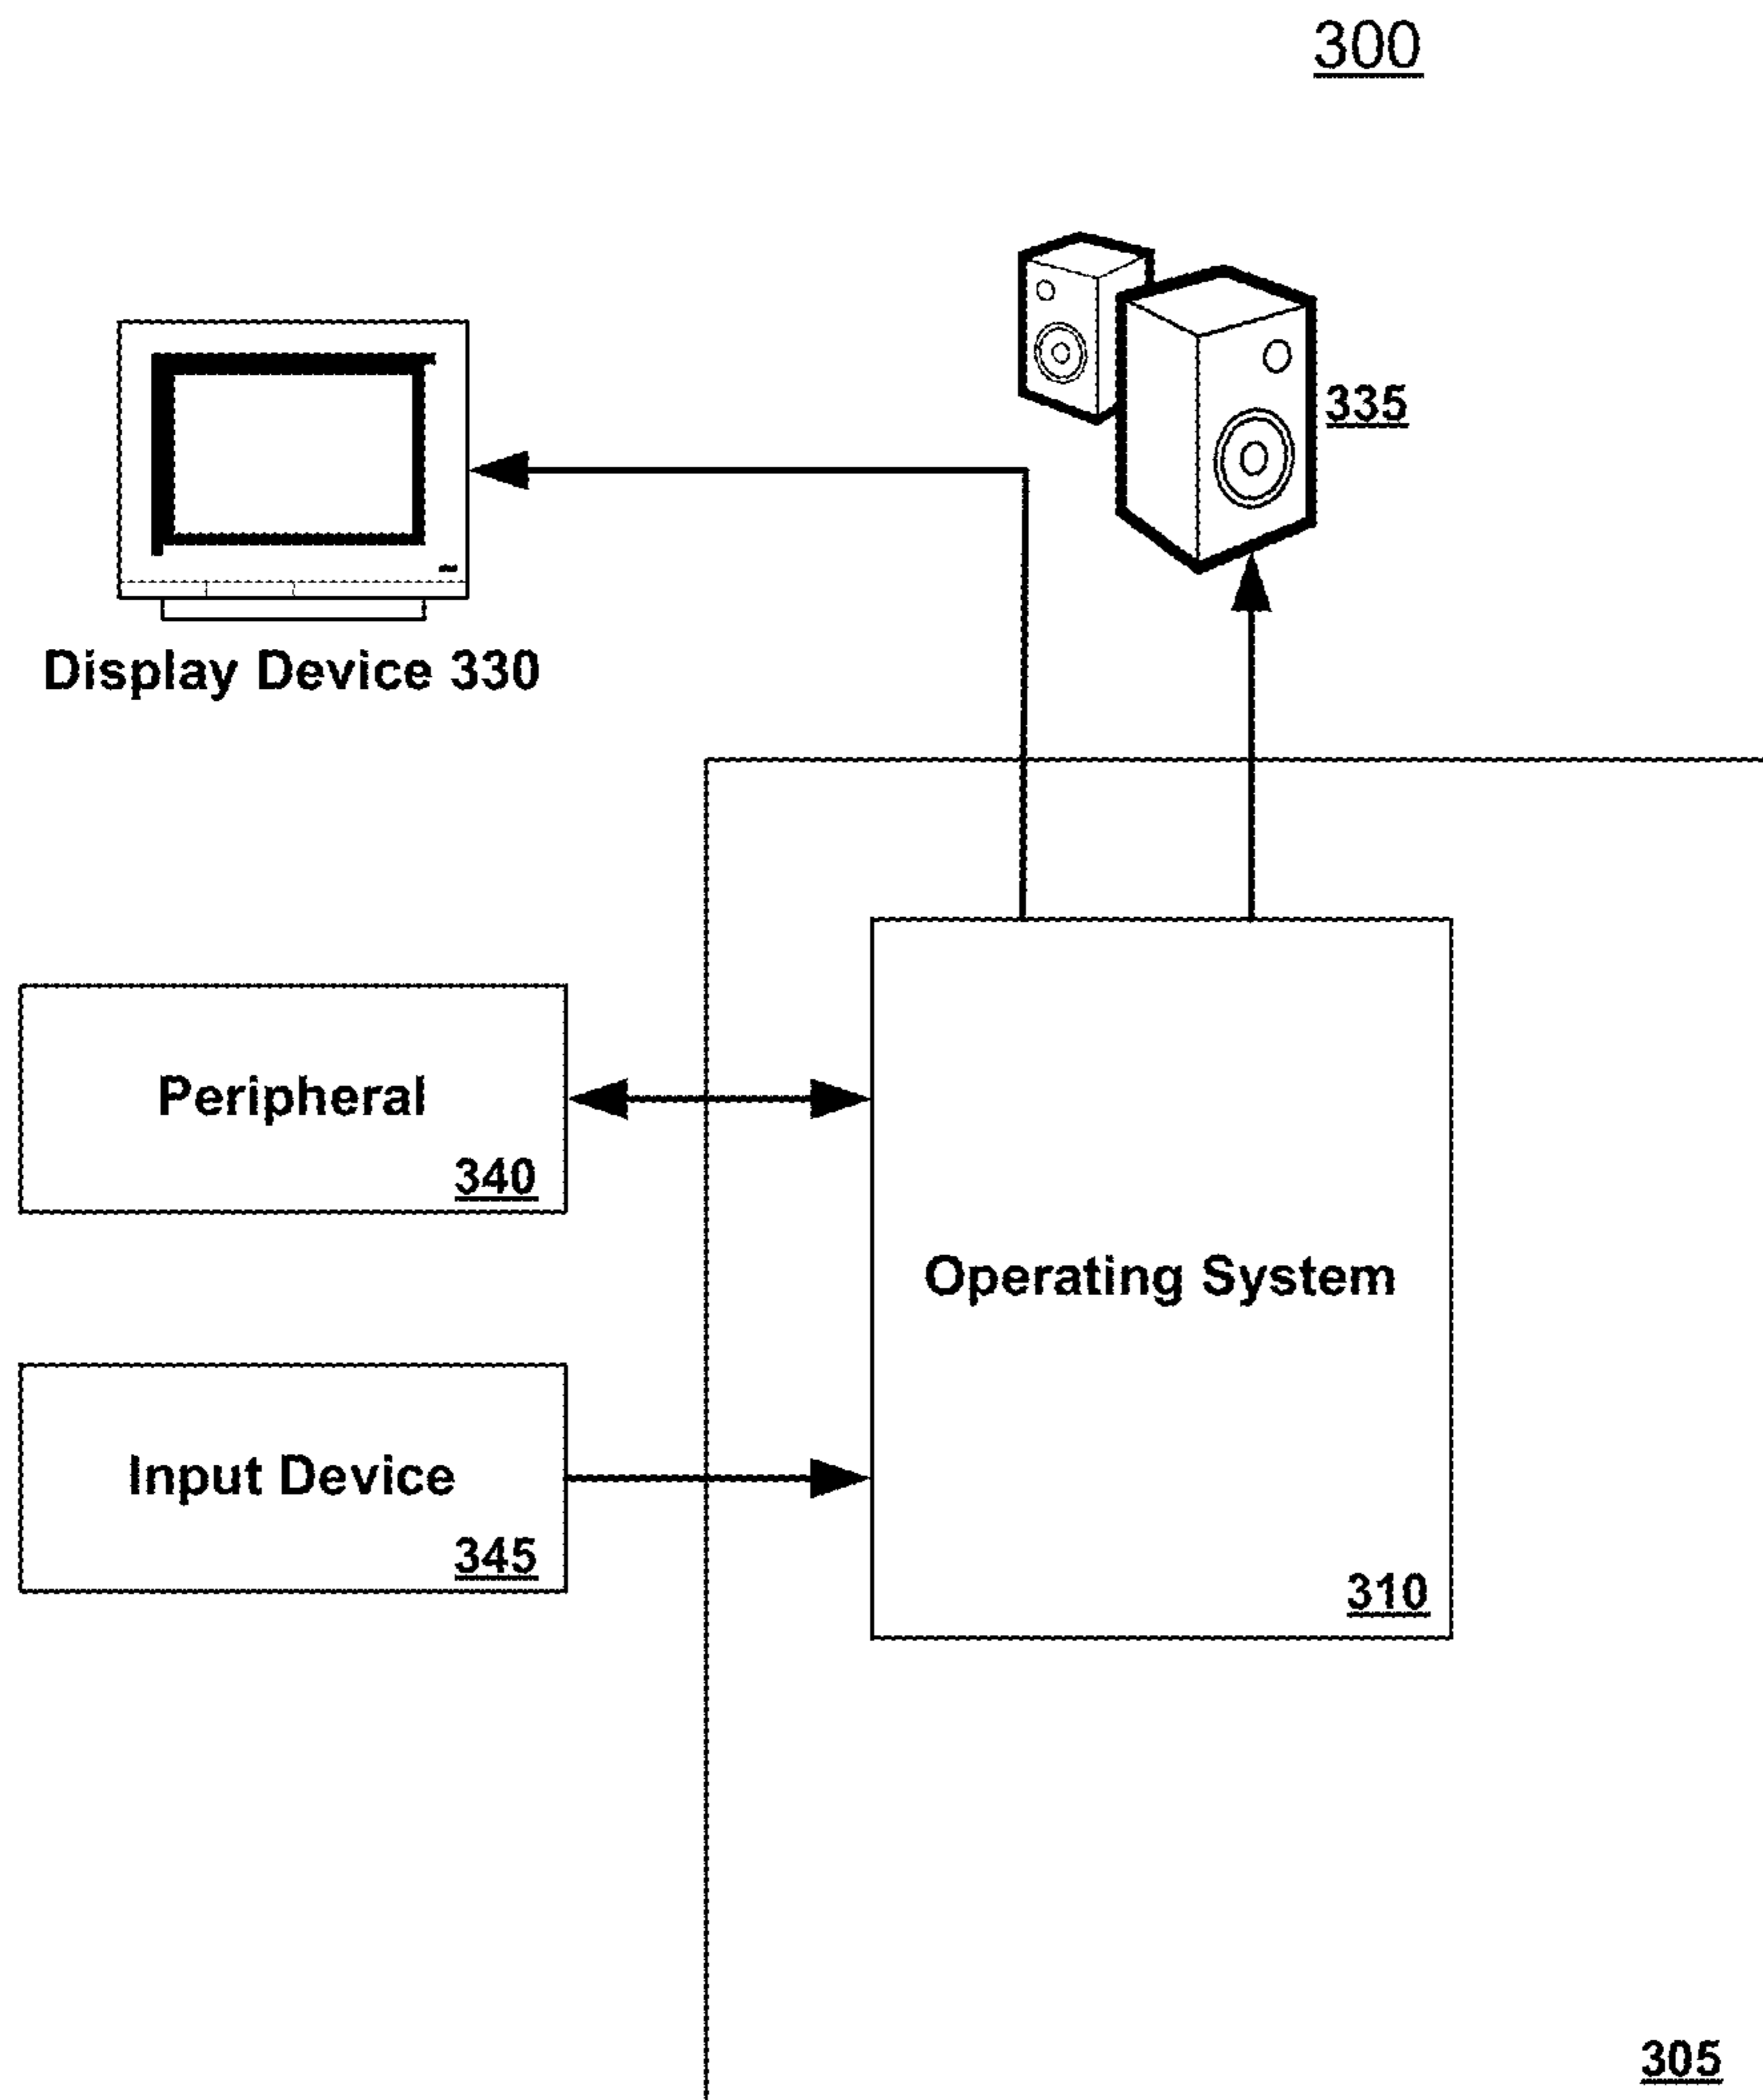 300
335
Display Device 330
Peripheral
340
Operating System
Input Device
345
310
305